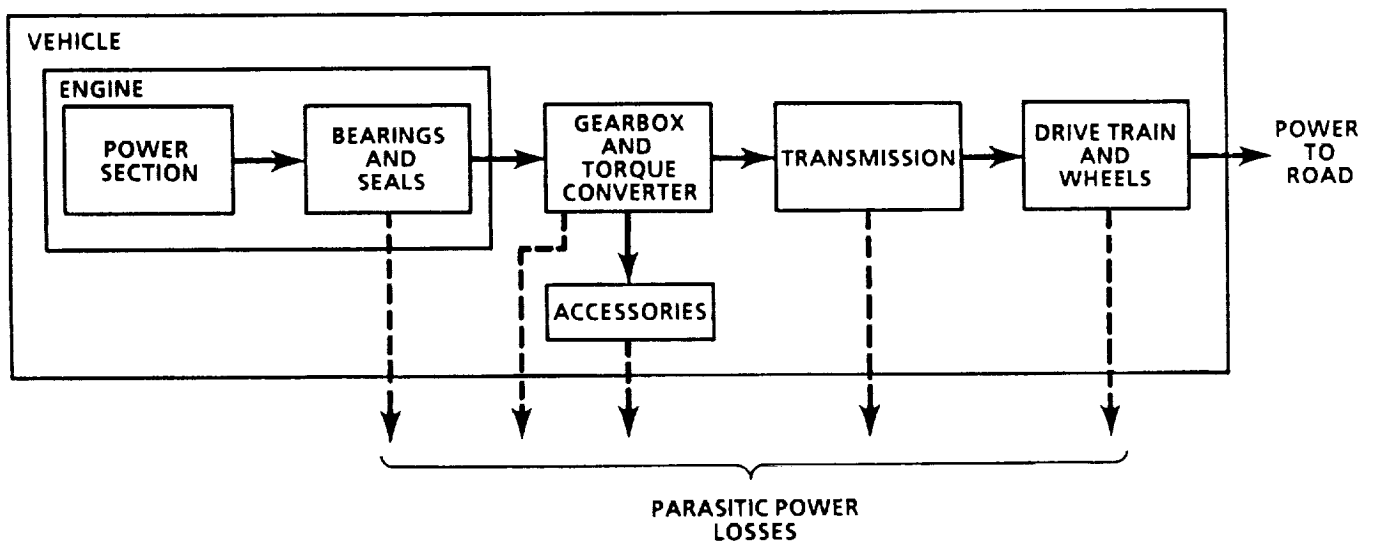 VEHICLE
ENGINE
POWER
SECTION
BEARINGS
AND
SEALS
GEARBOX
AND
TORQUE
CONVERTER
TRANSMISSION
DRIVE TRAIN
AND
WHEELS
POWER
TO
ROAD
ACCESSORIES
PARASITIC POWER
LOSSES